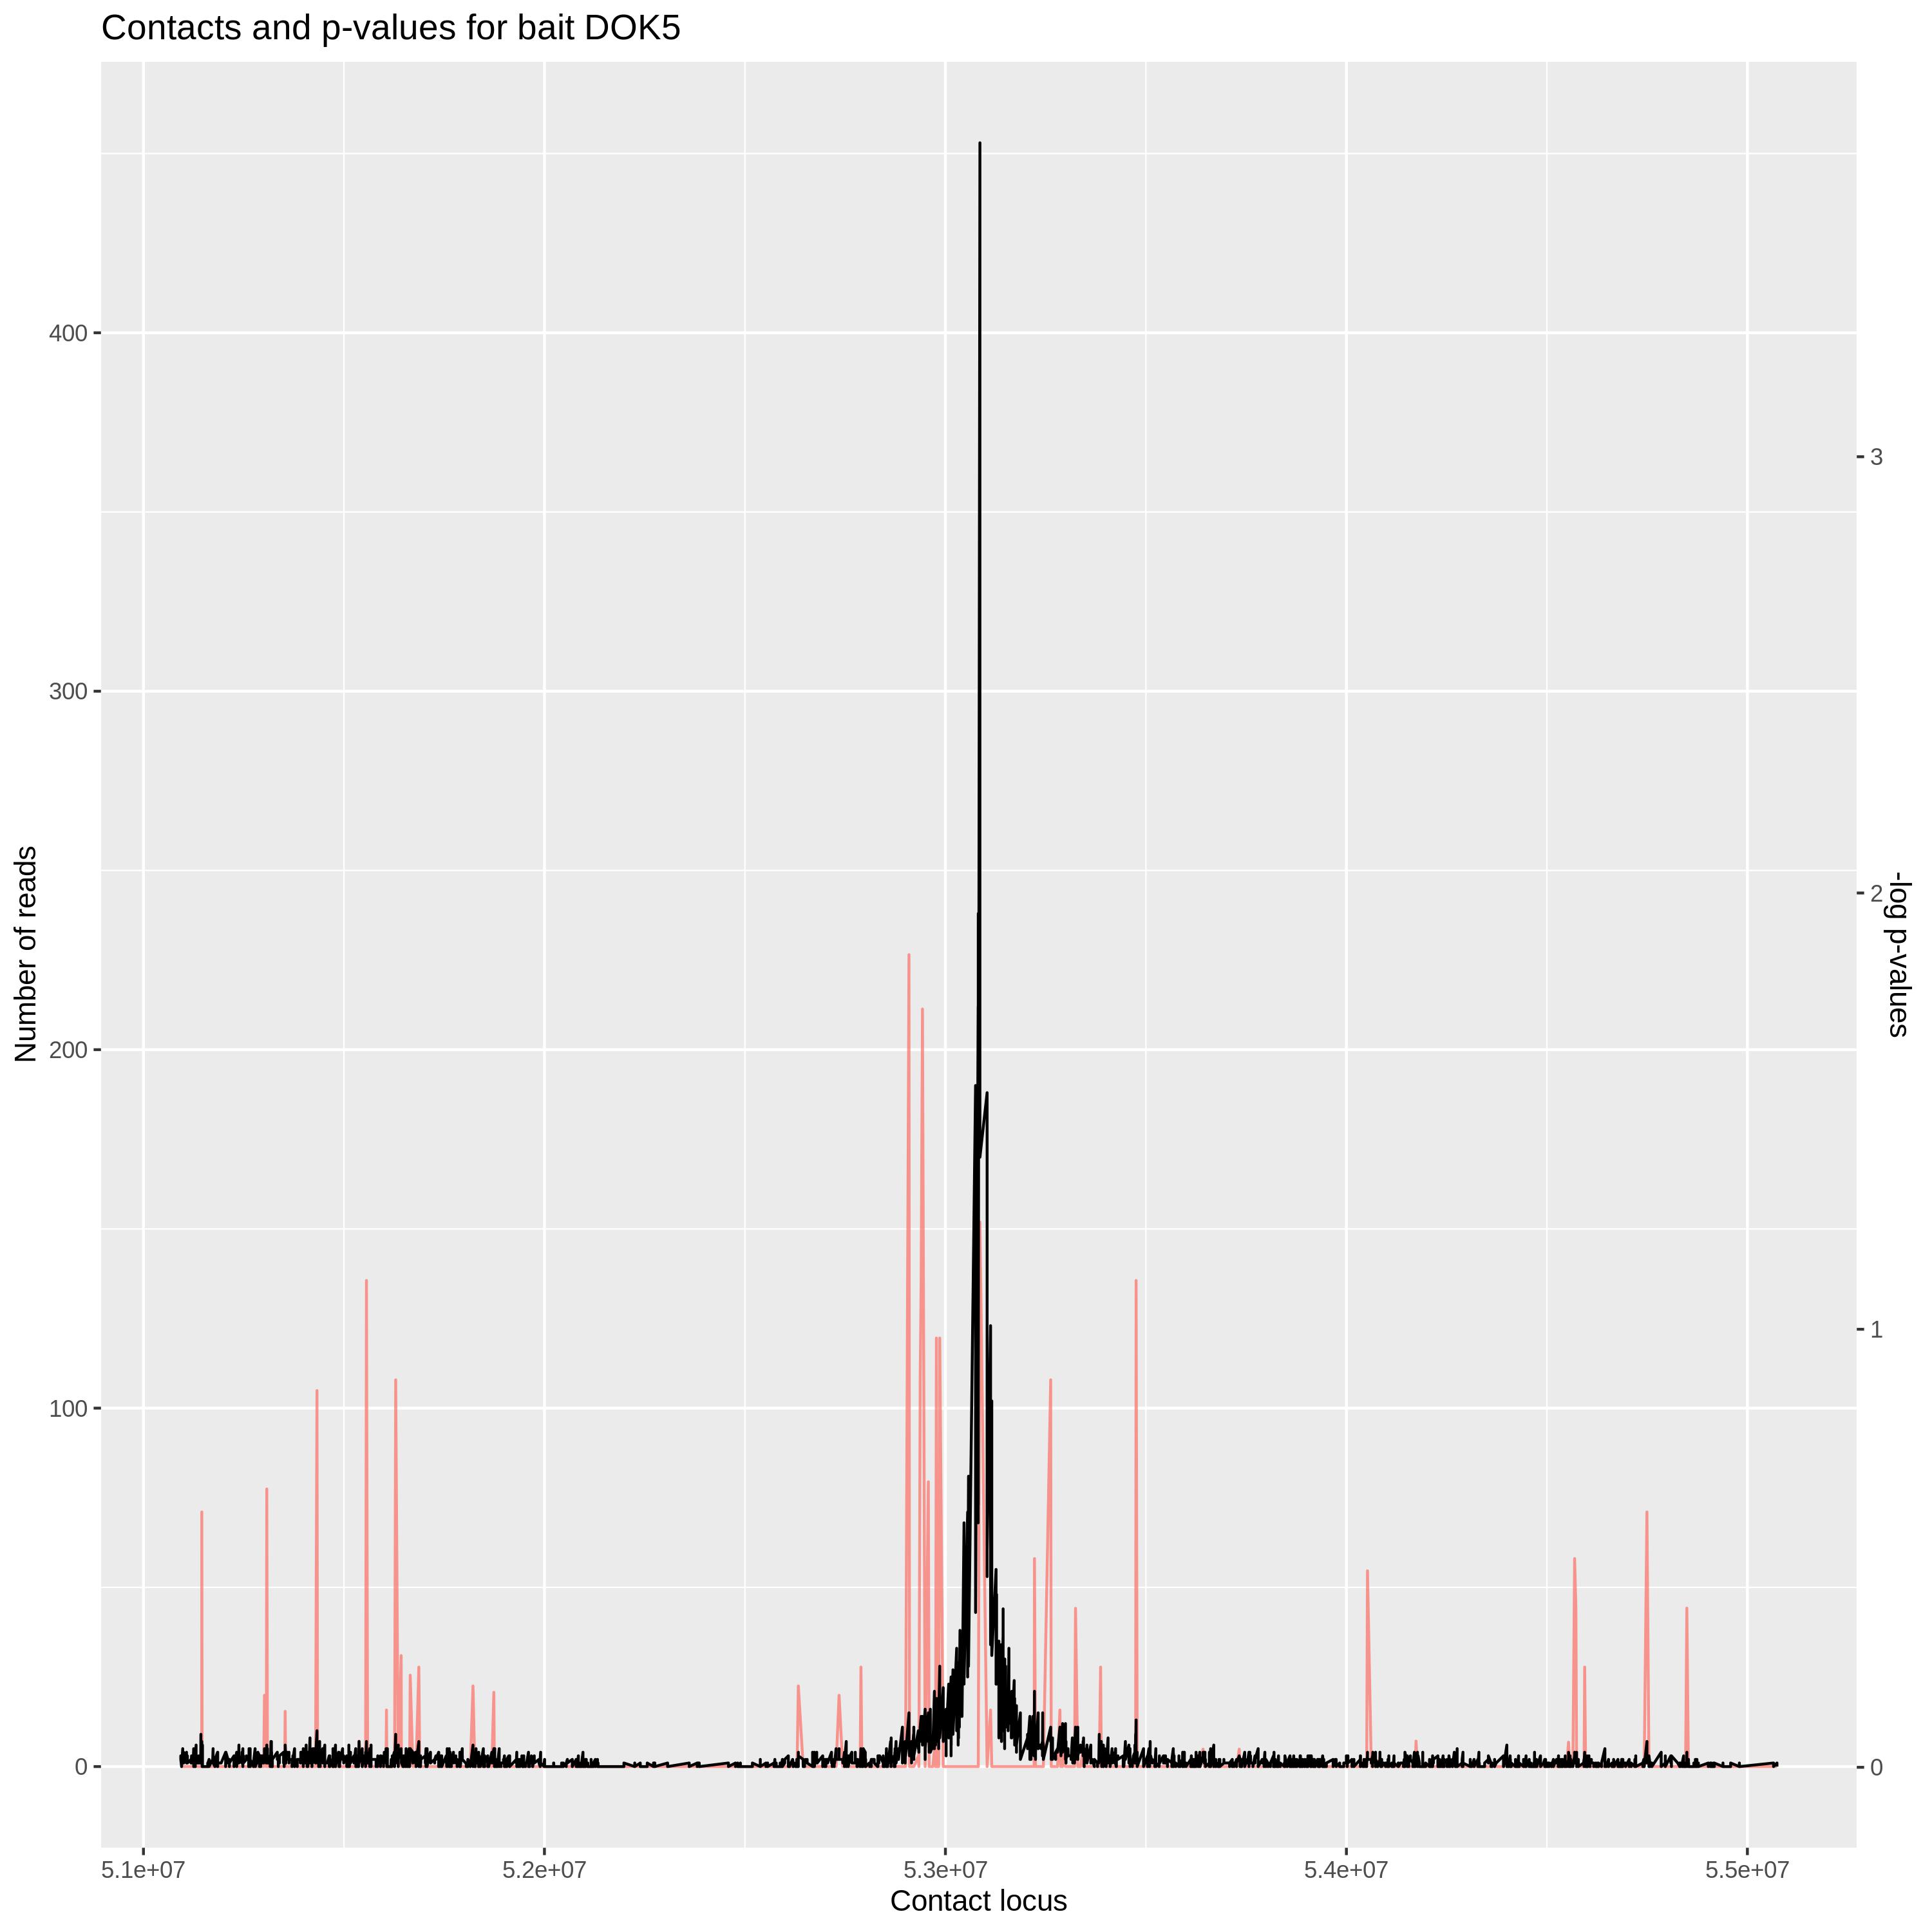 Contacts and p-values for bait DOK5
400
300
200
100
0
Number of reads
3
2
1
0
-log p-values
5.1e+07 5.2e+07 5.3e+07 5.4e+07 5.5e+07
Contact locus